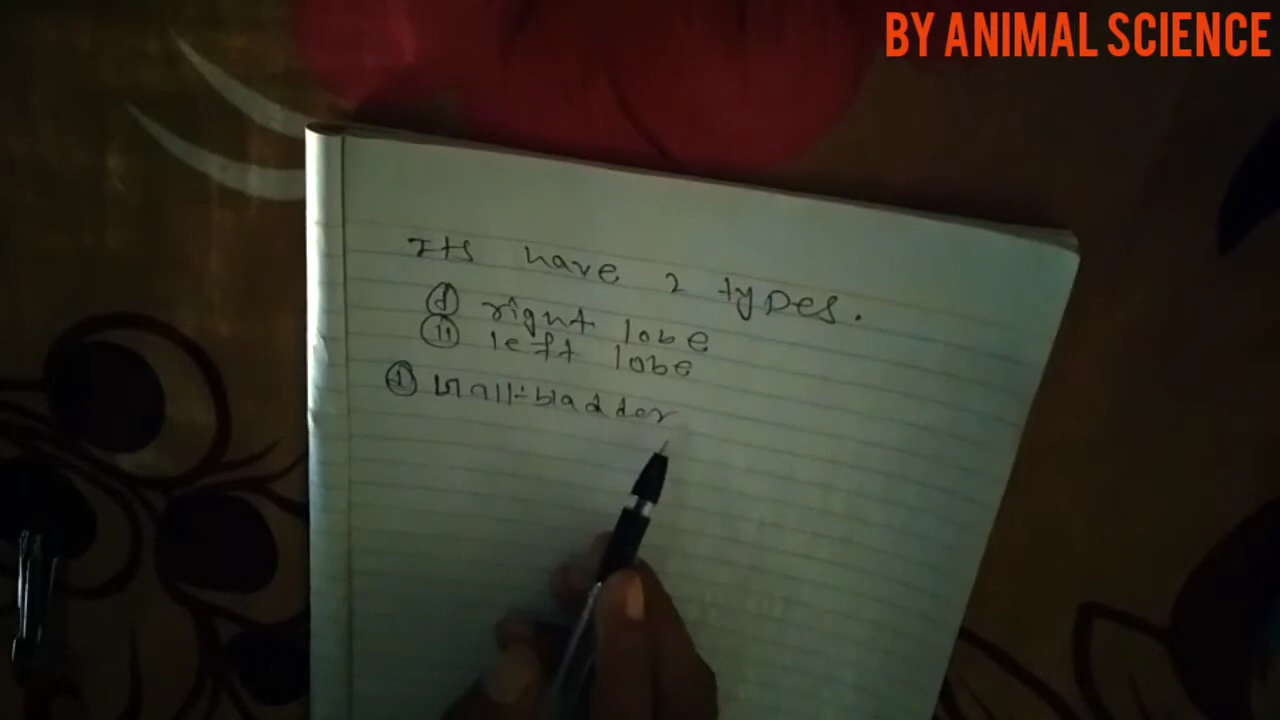 BY ANIMAL SCIENCE
Its have 2 types.
(i) right lobe
(ii) left lobe
(1) Gall-bladder